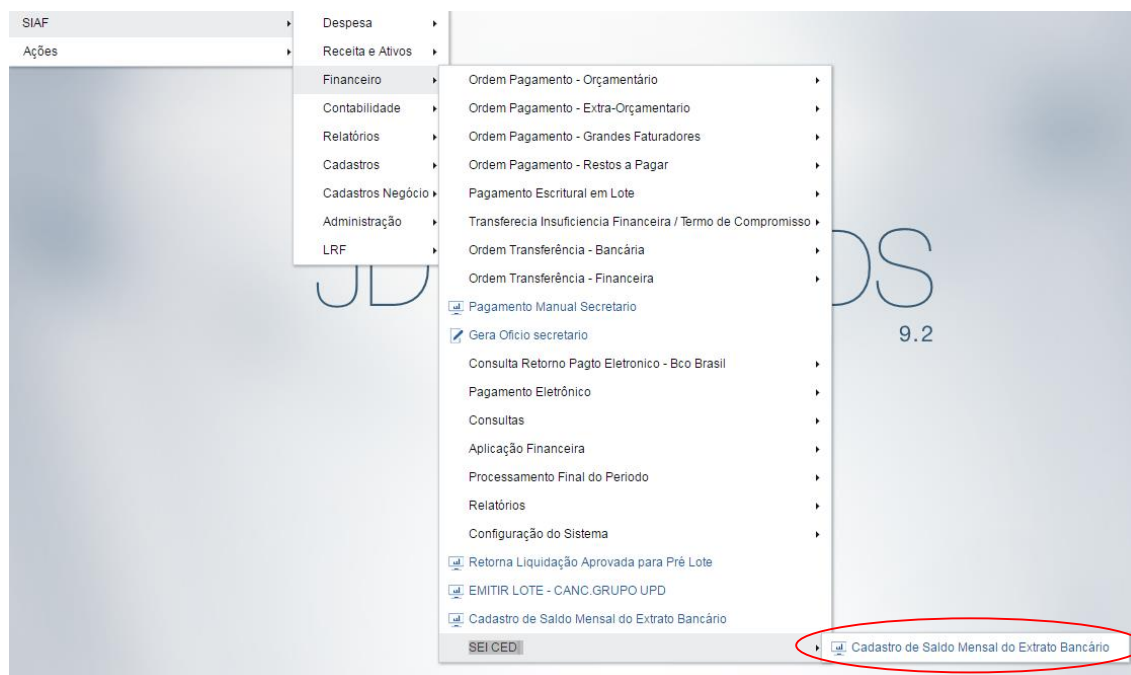 SIAF
Ações
Despesa
Receita e Ativos
Financeiro
Contabilidade
Relatórios
Cadastros
Cadastros Negócio
Administração
LRF
Ordem Pagamento - Orçamentário
Ordem Pagamento - Extra-Orçamentario
Ordem Pagamento - Grandes Faturadores
Ordem Pagamento - Restos a Pagar
Pagamento Escritural em Lote
Transferecia Insuficiencia Financeira / Termo de Compromisso
Ordem Transferência - Bancária
Ordem Transferência - Financeira
Pagamento Manual Secretario
Gera Oficio secretario
Consulta Retorno Pagto Eletronico - Bco Brasil
Pagamento Eletrônico
Consultas
Aplicação Financeira
Processamento Final do Periodo
Relatórios
Configuração do Sistema
Retorna Liquidação Aprovada para Pré Lote
EMITIR LOTE - CANC.GRUPO UPD
Cadastro de Saldo Mensal do Extrato Bancário
SEI CED
Cadastro de Saldo Mensal do Extrato Bancário
JD
DS
9.2